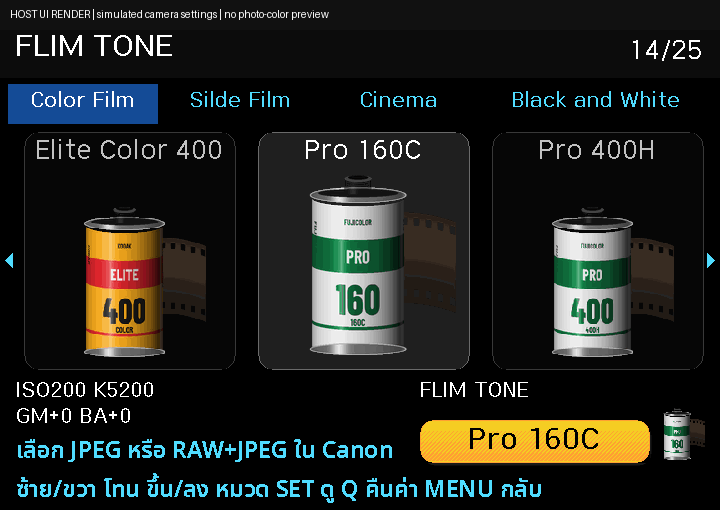 HOST UI RENDER | simulated camera settings | no photo-color preview
FLIM TONE
14/25
Color Film
Silde Film
Cinema
Black and White
Elite Color 400
Pro 160C
Pro 400H
KODAK
ELITE
400
COLOR
FUJICOLOR
PRO
160
160C
FUJICOLOR
PRO
400
400H
ISO200 K5200
GM+0 BA+0
FLIM TONE
Pro 160C
PRO
160
เลือก JPEG หรือ RAW+JPEG ใน Canon
ซ้าย/ขวา โทน ขึ้น/ลง หมวด SET ดู Q คืนค่า MENU กลับ